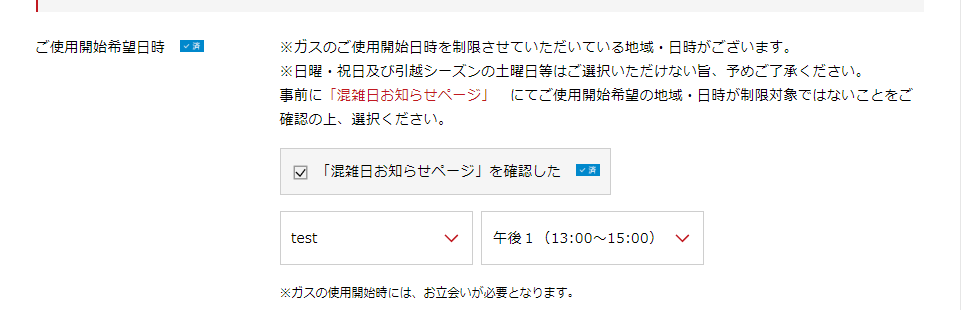 ご使用開始希望日時 ✓済
※ガスのご使用開始日時を制限させていただいている地域・日時がございます。
※日曜・祝日及び引越シーズンの土曜日等はご選択いただけない旨、予めご了承ください。
事前に「混雑日お知らせページ」 にてご使用開始希望の地域・日時が制限対象ではないことをご
確認の上、選択ください。
「混雑日お知らせページ」を確認した ✓済
test
午後１（13:00～15:00）
※ガスの使用開始時には、お立会いが必要となります。